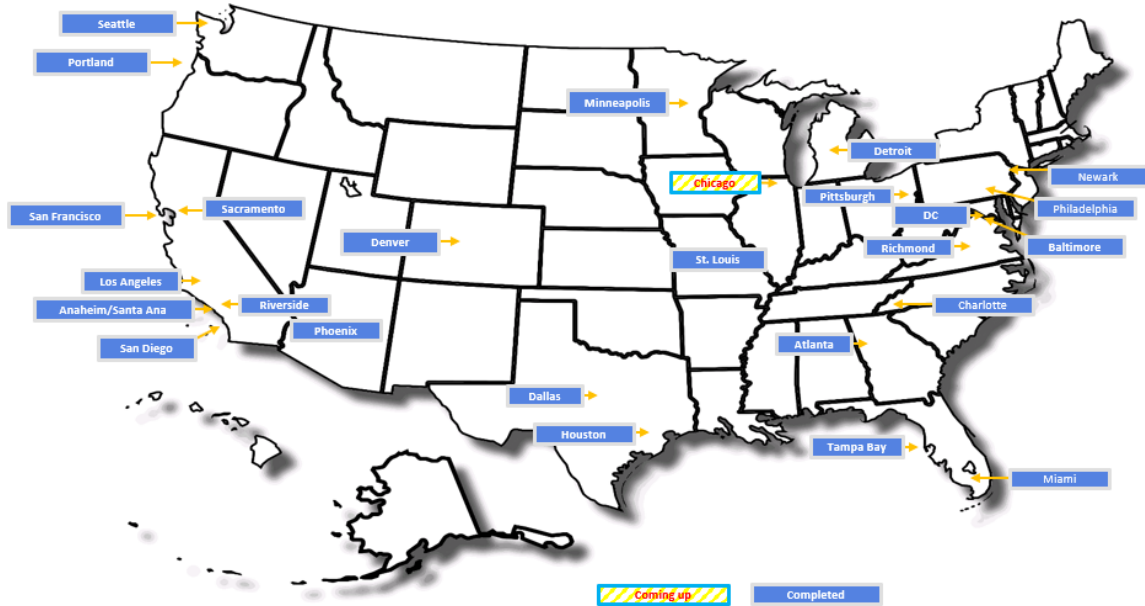 Seattle
Portland
Minneapolis
Detroit
Chicago
Newark
Pittsburgh
Philadelphia
San Francisco
Sacramento
DC
Denver
Richmond
Baltimore
St. Louis
Los Angeles
Riverside
Charlotte
Anaheim/Santa Ana
Phoenix
San Diego
Atlanta
Dallas
Houston
Tampa Bay
Miami
Coming up
Completed